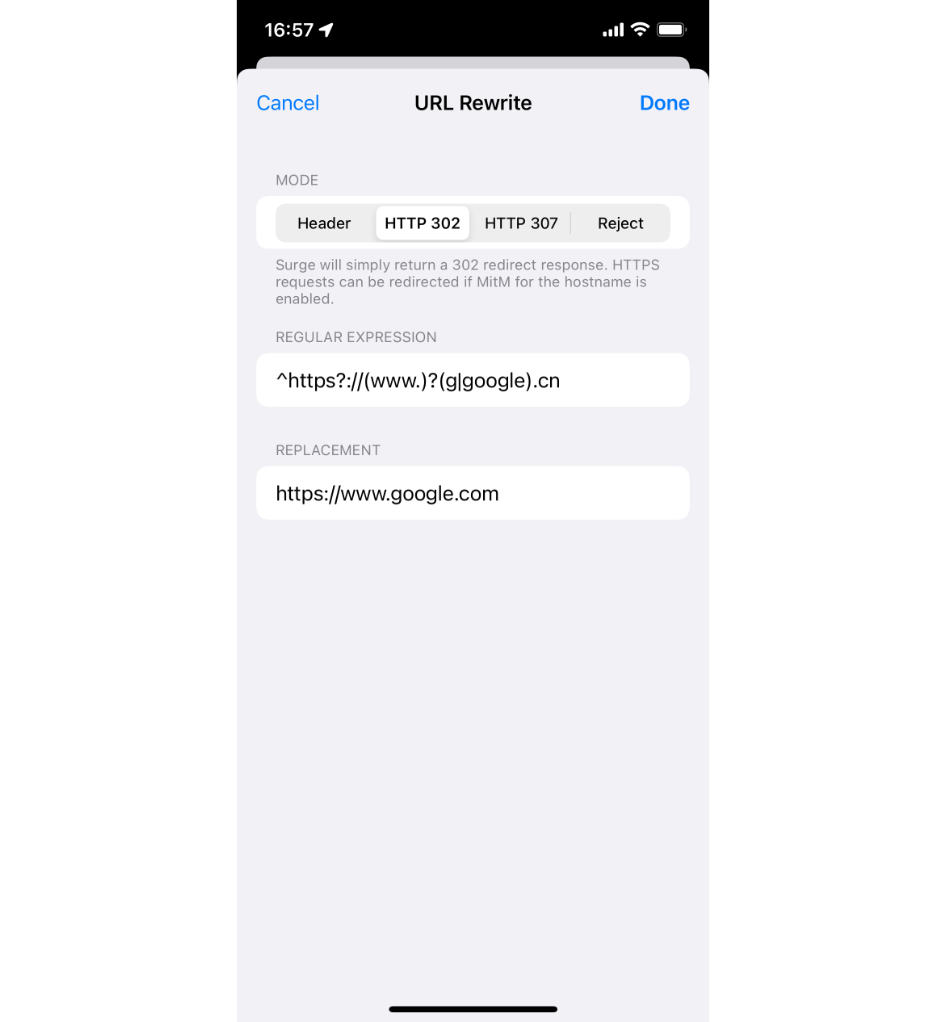 16:57
Cancel
URL Rewrite
Done
MODE
Header
HTTP 302
HTTP 307
Reject
Surge will simply return a 302 redirect response. HTTPS
requests can be redirected if MitM for the hostname is
enabled.
REGULAR EXPRESSION
^https?://(www.)?(g|google).cn
REPLACEMENT
https://www.google.com